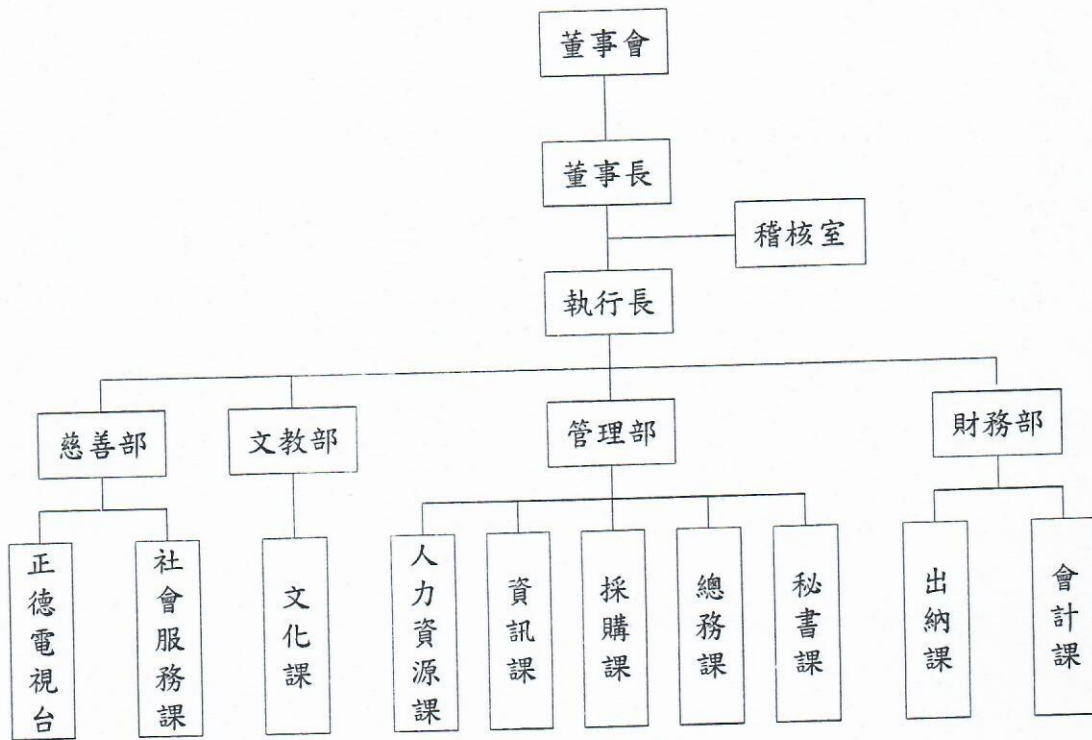 董事會
董事長
稽核室
執行長
慈善部
文教部
管理部
財務部
正德電視台
社會服務課
文化課
人力資源課
資訊課
採購課
總務課
秘書課
出納課
會計課